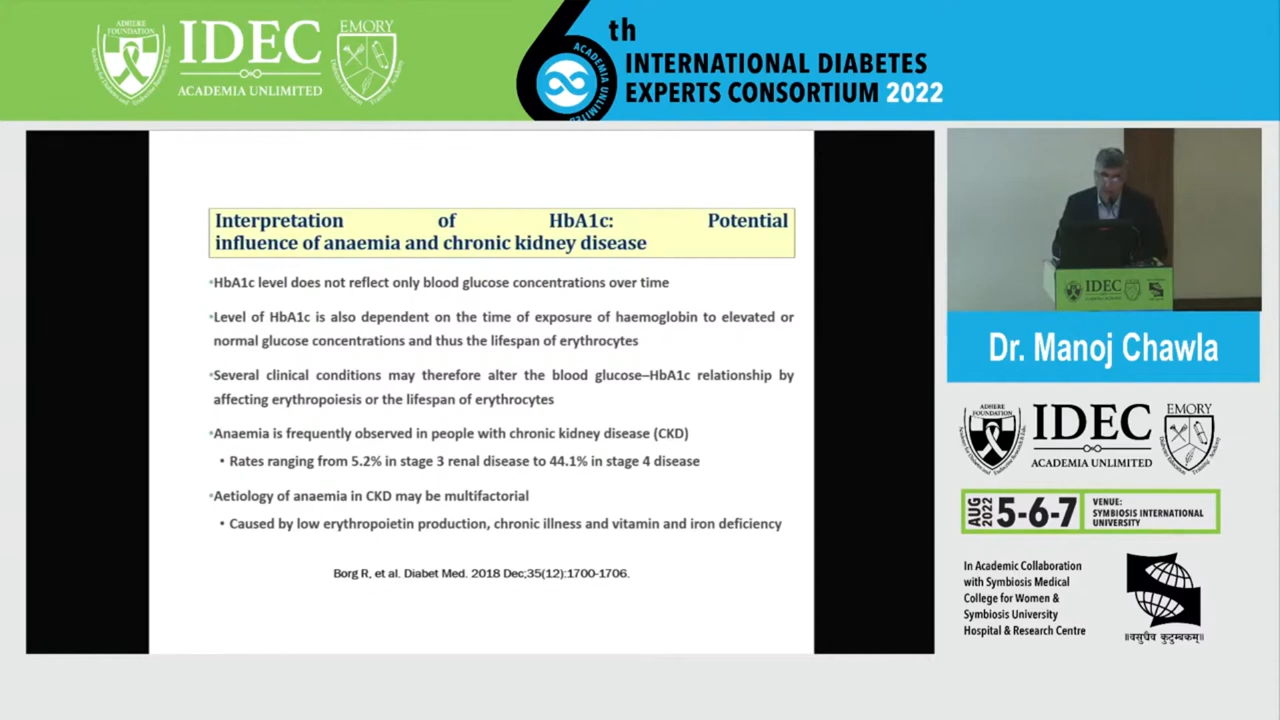 ADHERE
FOUNDATION
IDEC
ACADEMIA UNLIMITED
EMORY
6th
ACADEMIA UNLIMITED
INTERNATIONAL DIABETES
EXPERTS CONSORTIUM 2022
Interpretation of HbA1c: Potential
influence of anaemia and chronic kidney disease
•HbA1c level does not reflect only blood glucose concentrations over time
•Level of HbA1c is also dependent on the time of exposure of haemoglobin to elevated or
normal glucose concentrations and thus the lifespan of erythrocytes
•Several clinical conditions may therefore alter the blood glucose–HbA1c relationship by
affecting erythropoiesis or the lifespan of erythrocytes
•Anaemia is frequently observed in people with chronic kidney disease (CKD)
• Rates ranging from 5.2% in stage 3 renal disease to 44.1% in stage 4 disease
•Aetiology of anaemia in CKD may be multifactorial
• Caused by low erythropoietin production, chronic illness and vitamin and iron deficiency
Borg R, et al. Diabet Med. 2018 Dec;35(12):1700-1706.
IDEC
Dr. Manoj Chawla
ADHERE
FOUNDATION
IDEC
ACADEMIA UNLIMITED
EMORY
AUG
2022
5-6-7
VENUE:
SYMBIOSIS INTERNATIONAL
UNIVERSITY
In Academic Collaboration
with Symbiosis Medical
College for Women &
Symbiosis University
Hospital & Research Centre
॥वसुधैव कुटुम्बकम्॥